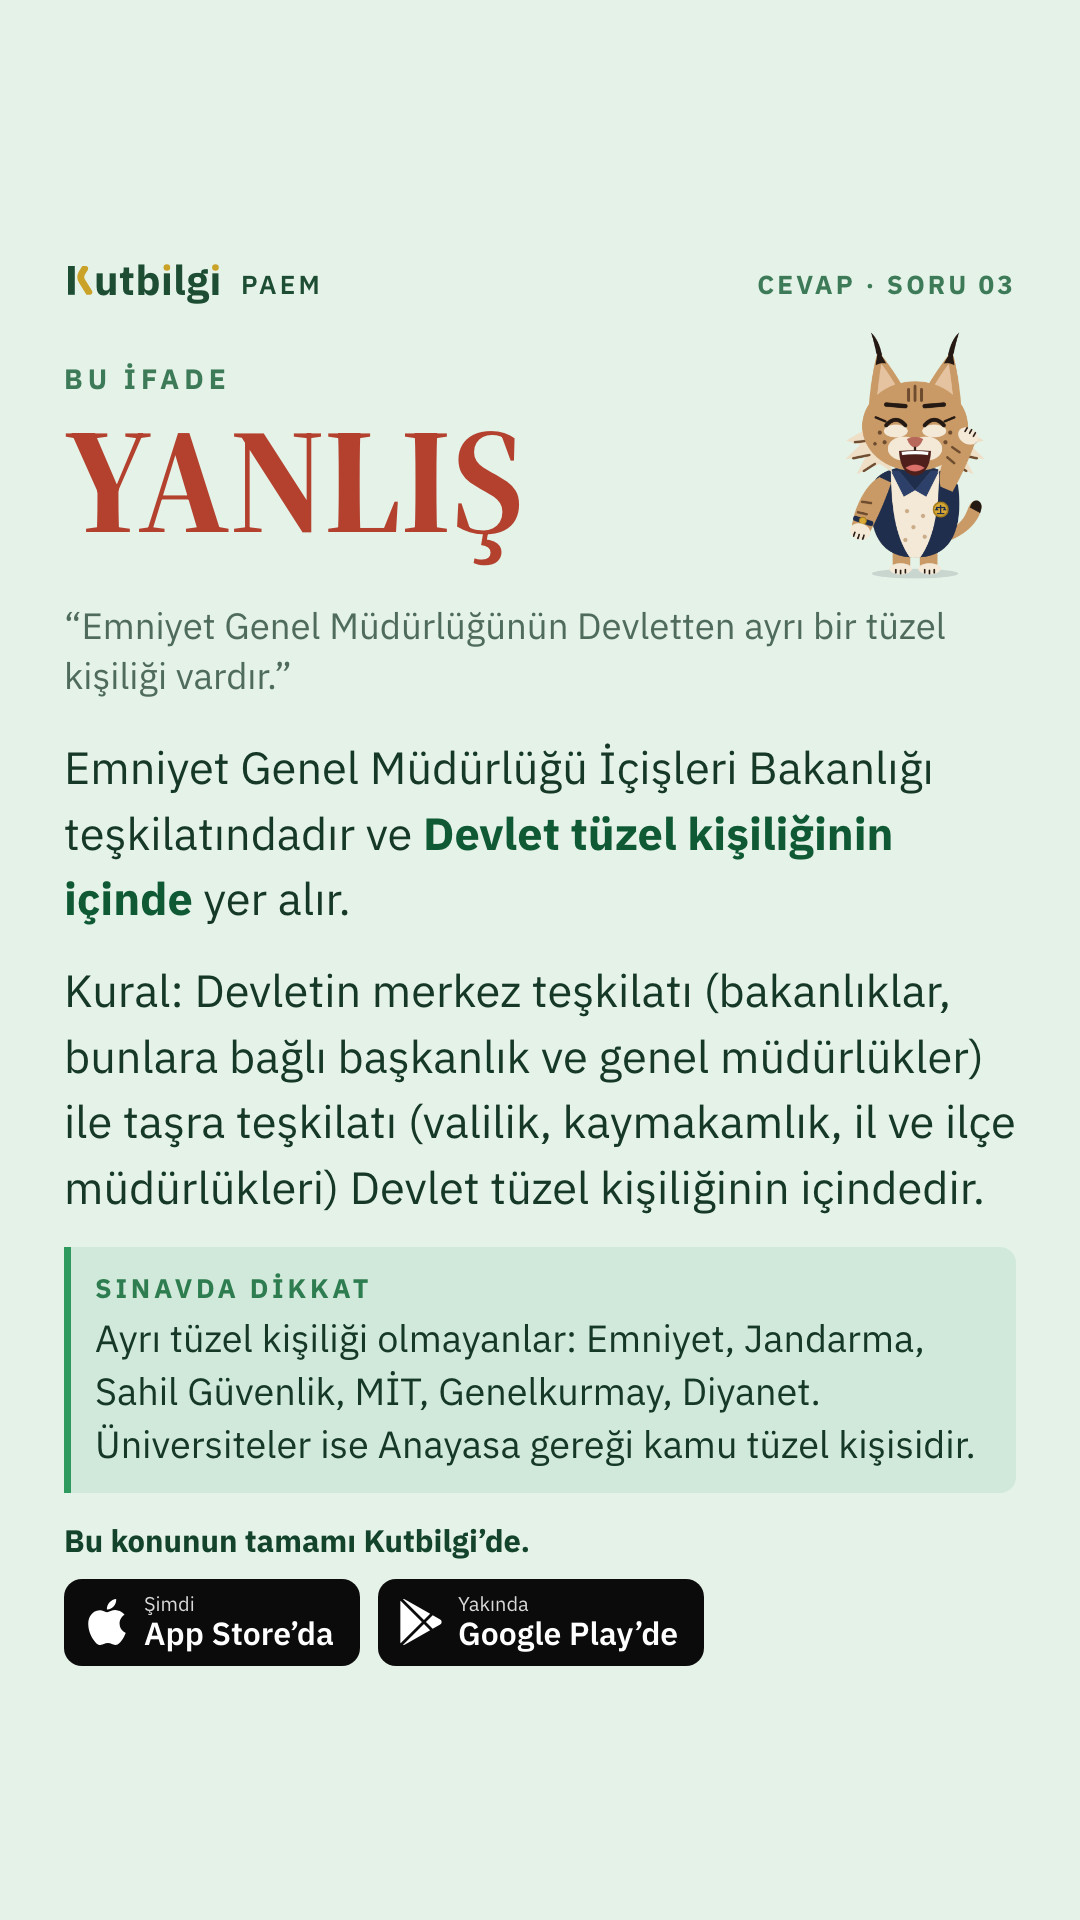 Kutbilgi PAEM
CEVAP · SORU 03
BU İFADE
YANLIŞ
“Emniyet Genel Müdürlüğünün Devletten ayrı bir tüzel
kişiliği vardır.”
Emniyet Genel Müdürlüğü İçişleri Bakanlığı
teşkilatındadır ve Devlet tüzel kişiliğinin
içinde yer alır.
Kural: Devletin merkez teşkilatı (bakanlıklar,
bunlara bağlı başkanlık ve genel müdürlükler)
ile taşra teşkilatı (valilik, kaymakamlık, il ve ilçe
müdürlükleri) Devlet tüzel kişiliğinin içindedir.
SINAVDA DİKKAT
Ayrı tüzel kişiliği olmayanlar: Emniyet, Jandarma,
Sahil Güvenlik, MİT, Genelkurmay, Diyanet.
Üniversiteler ise Anayasa gereği kamu tüzel kişisidir.
Bu konunun tamamı Kutbilgi’de.
Şimdi
App Store’da
Yakında
Google Play’de